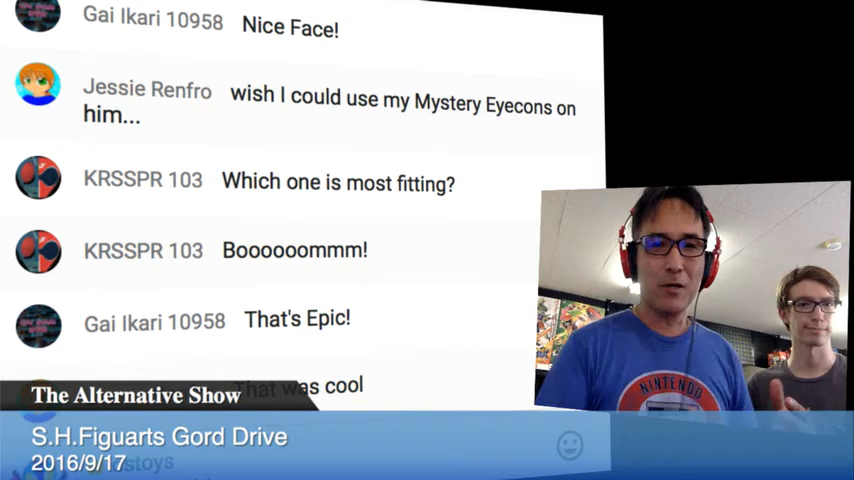 Gai Ikari 10958 Nice Face!
Jessie Renfro wish I could use my Mystery Eyecons on
him...
KRSSPR 103 Which one is most fitting?
KRSSPR 103 Boooooommm!
Gai Ikari 10958 That's Epic!
That was cool
The Alternative Show
S.H.Figuarts Gord Drive
2016/9/17
NINTENDO